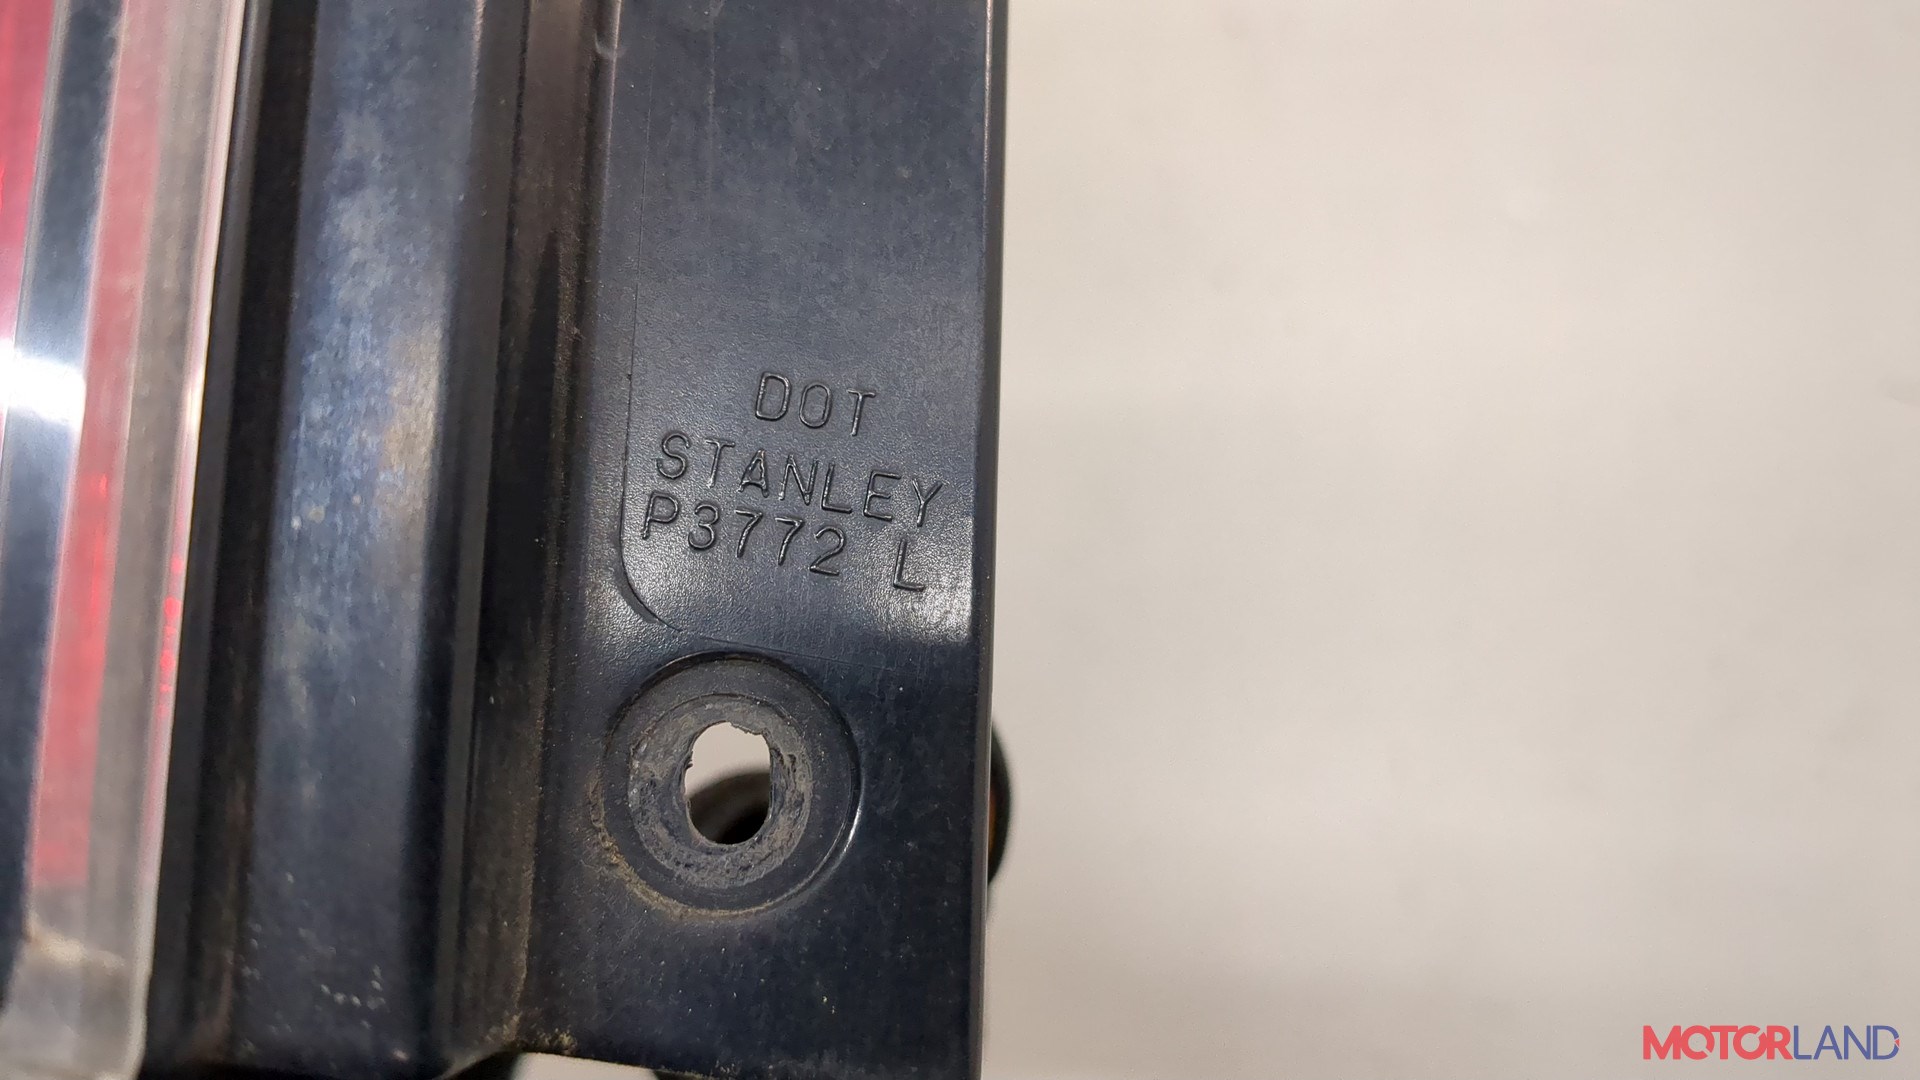 DOT
STANLEY
P3772 L
MOTORLAND